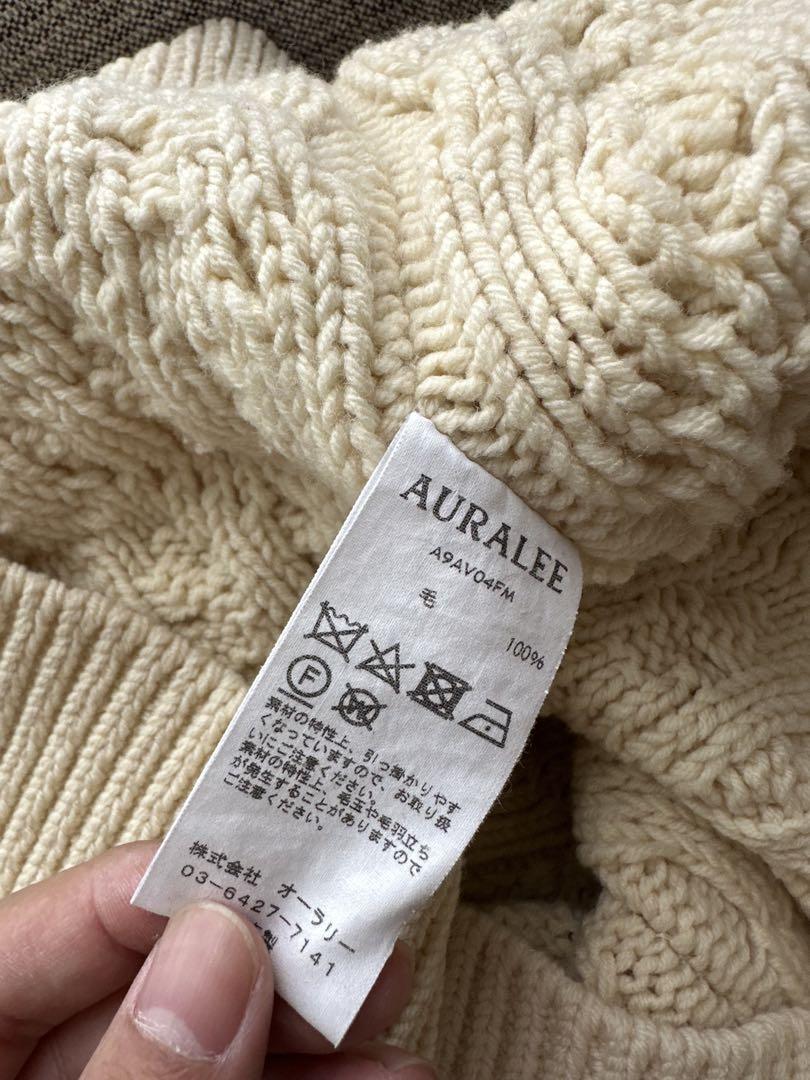 AURALEE
A9AV04FM
毛 100%
F
W
素材の特性上、引っ掛かりやす
くなっていますので、お取り扱
いにご注意ください。
素材の特性上、毛玉や毛羽立ち
が発生することがありますので
ご注意ください。
株式会社 オーラリー
03-6427-7141
製